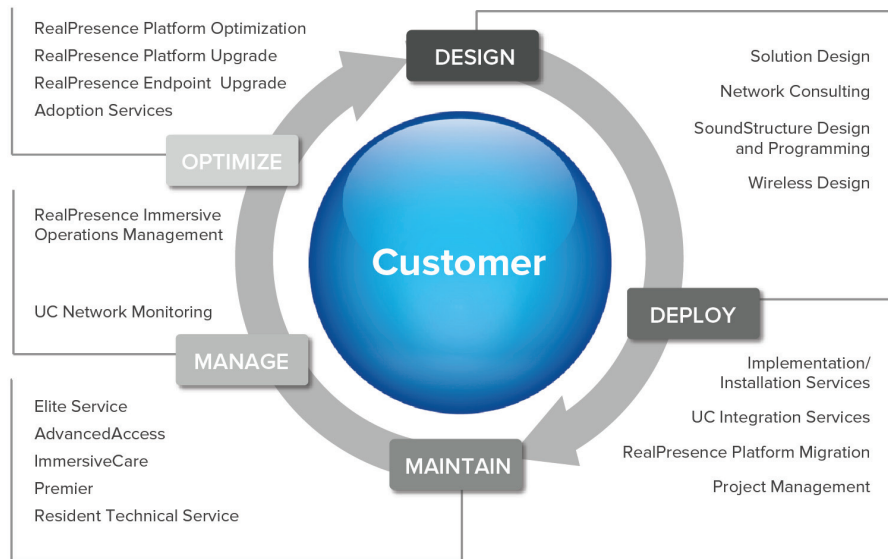 DESIGN
Solution Design
Network Consulting
SoundStructure Design
and Programming
Wireless Design
DEPLOY
Implementation/
Installation Services
UC Integration Services
RealPresence Platform Migration
Project Management
MAINTAIN
Elite Service
AdvancedAccess
ImmersiveCare
Premier
Resident Technical Service
MANAGE
RealPresence Immersive
Operations Management
UC Network Monitoring
OPTIMIZE
RealPresence Platform Optimization
RealPresence Platform Upgrade
RealPresence Endpoint Upgrade
Adoption Services
Customer